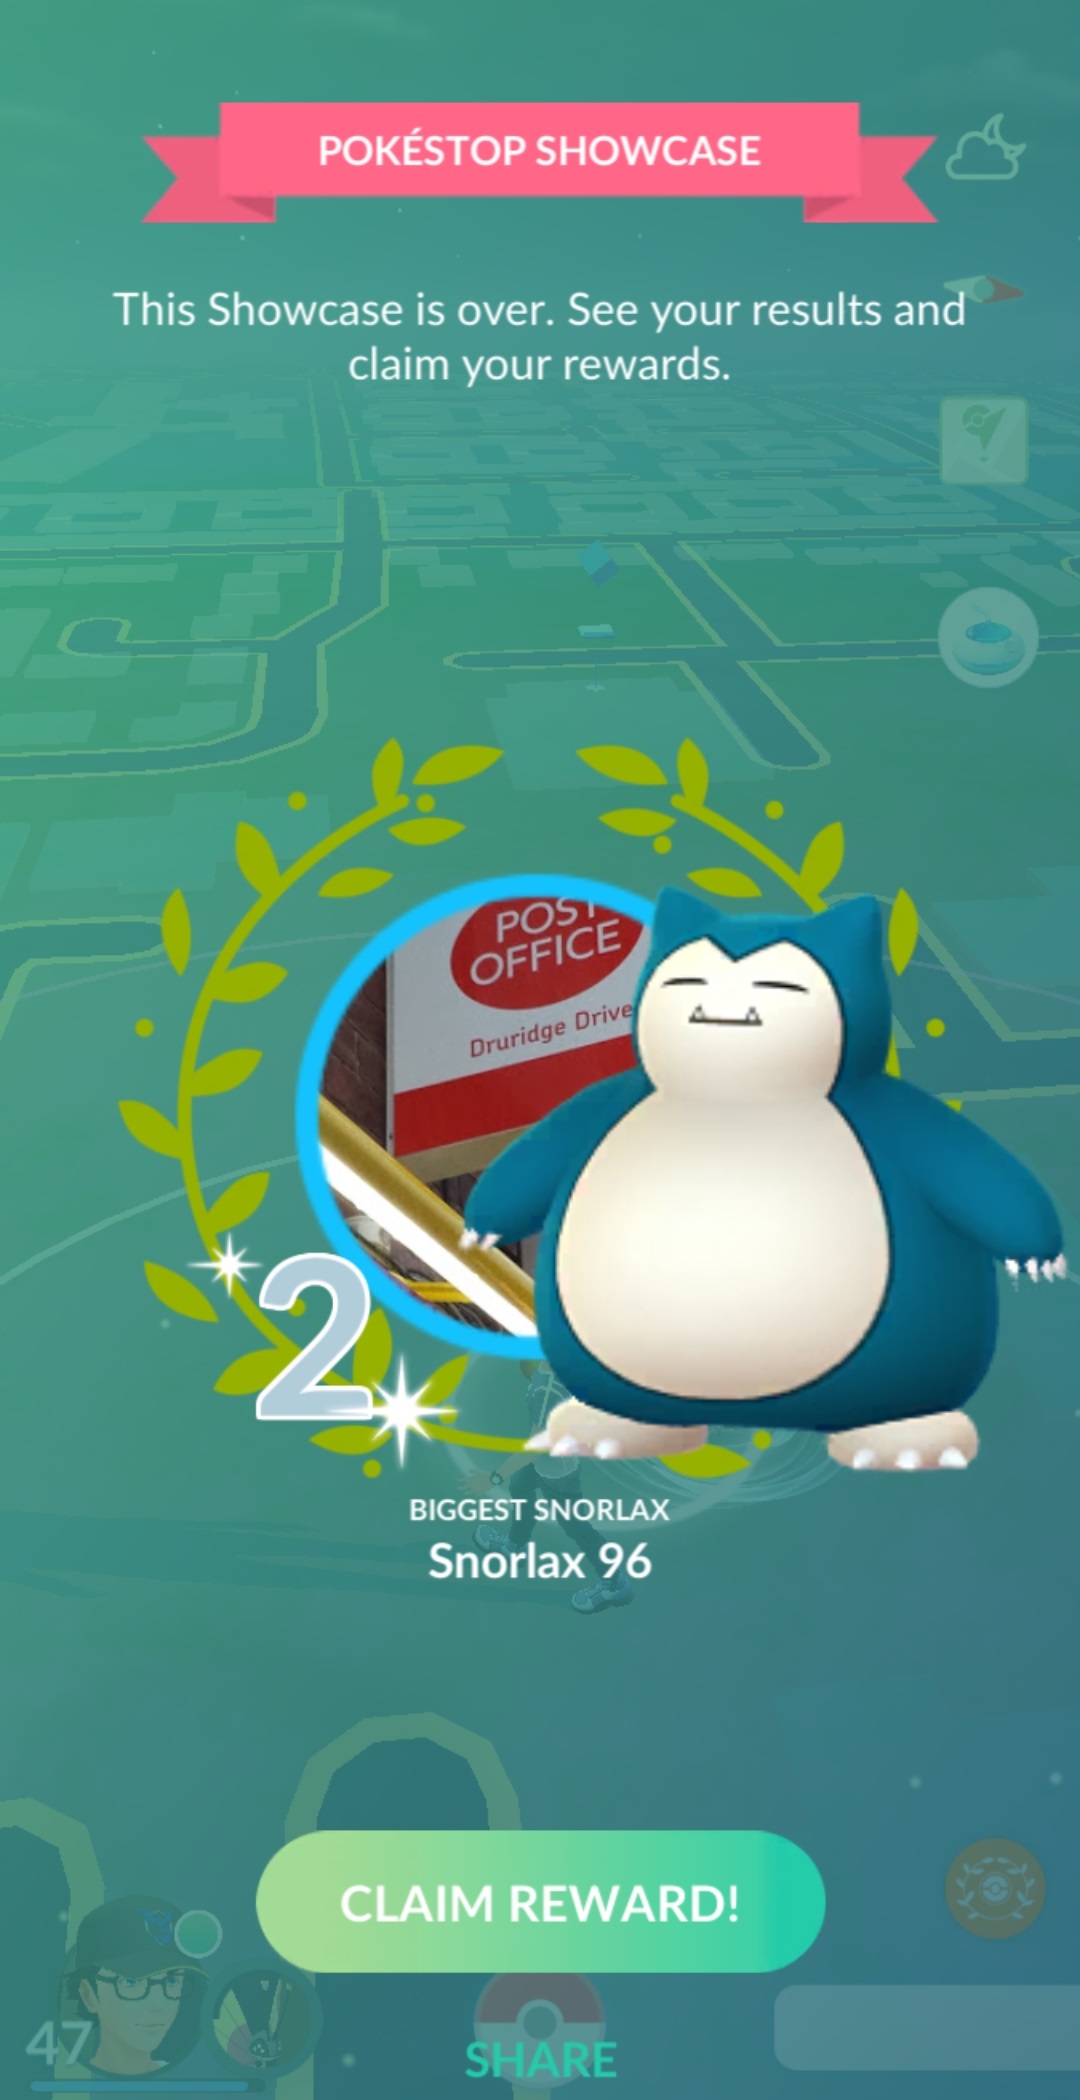 POKÉSTOP SHOWCASE
This Showcase is over. See your results and
claim your rewards.
POST
OFFICE
Druridge Drive
2
BIGGEST SNORLAX
Snorlax 96
CLAIM REWARD!
47
SHARE